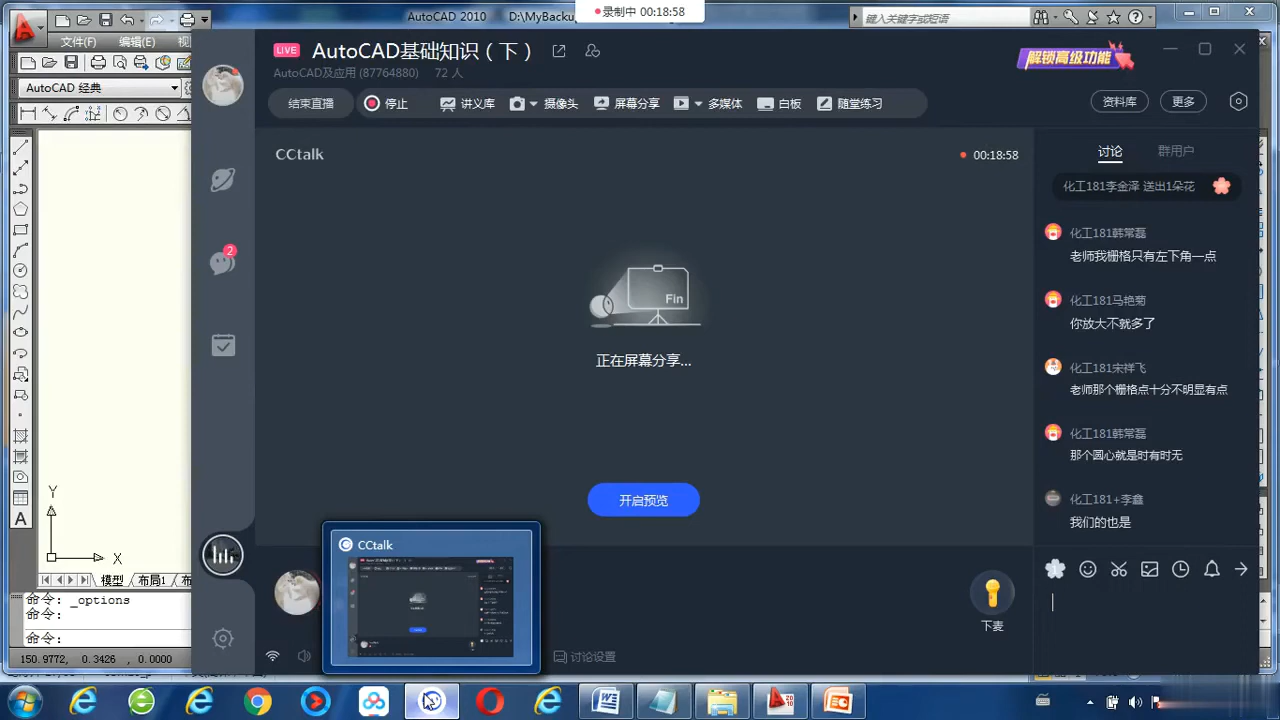 AutoCAD 2010 D:\MyBacku
录制中 00:18:58
键入关键字或短语
文件(F) 编辑(E) 视
AutoCAD 经典
LIVE AutoCAD基础知识（下）
AutoCAD及应用 (87764880) 72 人
解锁高级功能
结束直播 停止 讲义库 摄像头 屏幕分享 多媒体 白板 随堂练习
资料库 更多
CCtalk
00:18:58
讨论 群用户
化工181李金泽 送出1朵花
化工181韩常磊
老师我栅格只有左下角一点
化工181马艳菊
你放大不就多了
化工181宋祥飞
老师那个栅格点十分不明显有点
化工181韩常磊
那个圆心就是时有时无
化工181+李鑫
我们的也是
Fin
正在屏幕分享...
开启预览
2
CCtalk
下麦
讨论设置
Y
X
模型 布局1 布
命令: _options
命令:
命令:
150.9772, 0.3426 , 0.0000
A